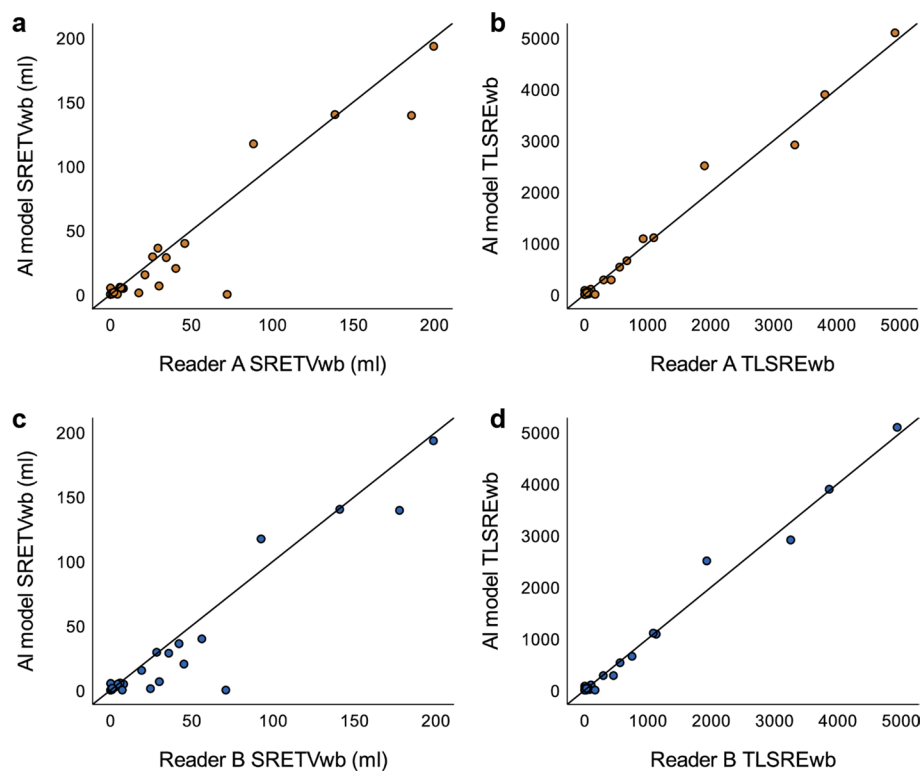 a
AI model SRETVwb (ml)
200
150
100
50
0
0 50 100 150 200
Reader A SRETVwb (ml)
b
AI model TLSREwb
5000
4000
3000
2000
1000
0
0 1000 2000 3000 4000 5000
Reader A TLSREwb
c
AI model SRETVwb (ml)
200
150
100
50
0
0 50 100 150 200
Reader B SRETVwb (ml)
d
AI model TLSREwb
5000
4000
3000
2000
1000
0
0 1000 2000 3000 4000 5000
Reader B TLSREwb